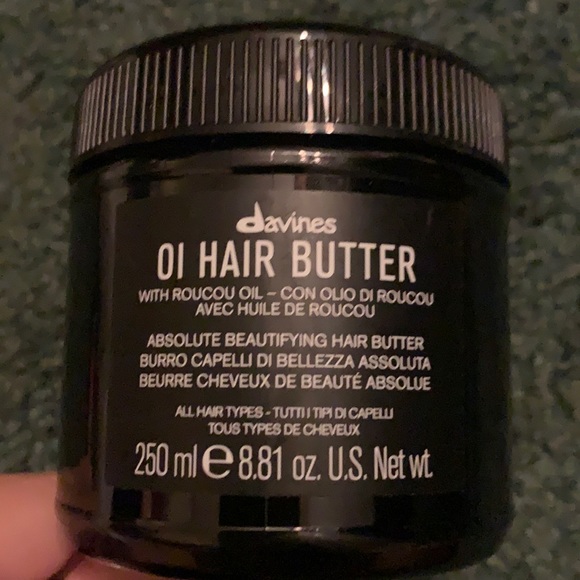 davines
OI HAIR BUTTER
WITH ROUCOU OIL – CON OLIO DI ROUCOU
AVEC HUILE DE ROUCOU
ABSOLUTE BEAUTIFYING HAIR BUTTER
BURRO CAPELLI DI BELLEZZA ASSOLUTA
BEURRE CHEVEUX DE BEAUTÉ ABSOLUE
ALL HAIR TYPES - TUTTI I TIPI DI CAPELLI
TOUS TYPES DE CHEVEUX
250 ml e 8.81 oz. U.S. Net wt.